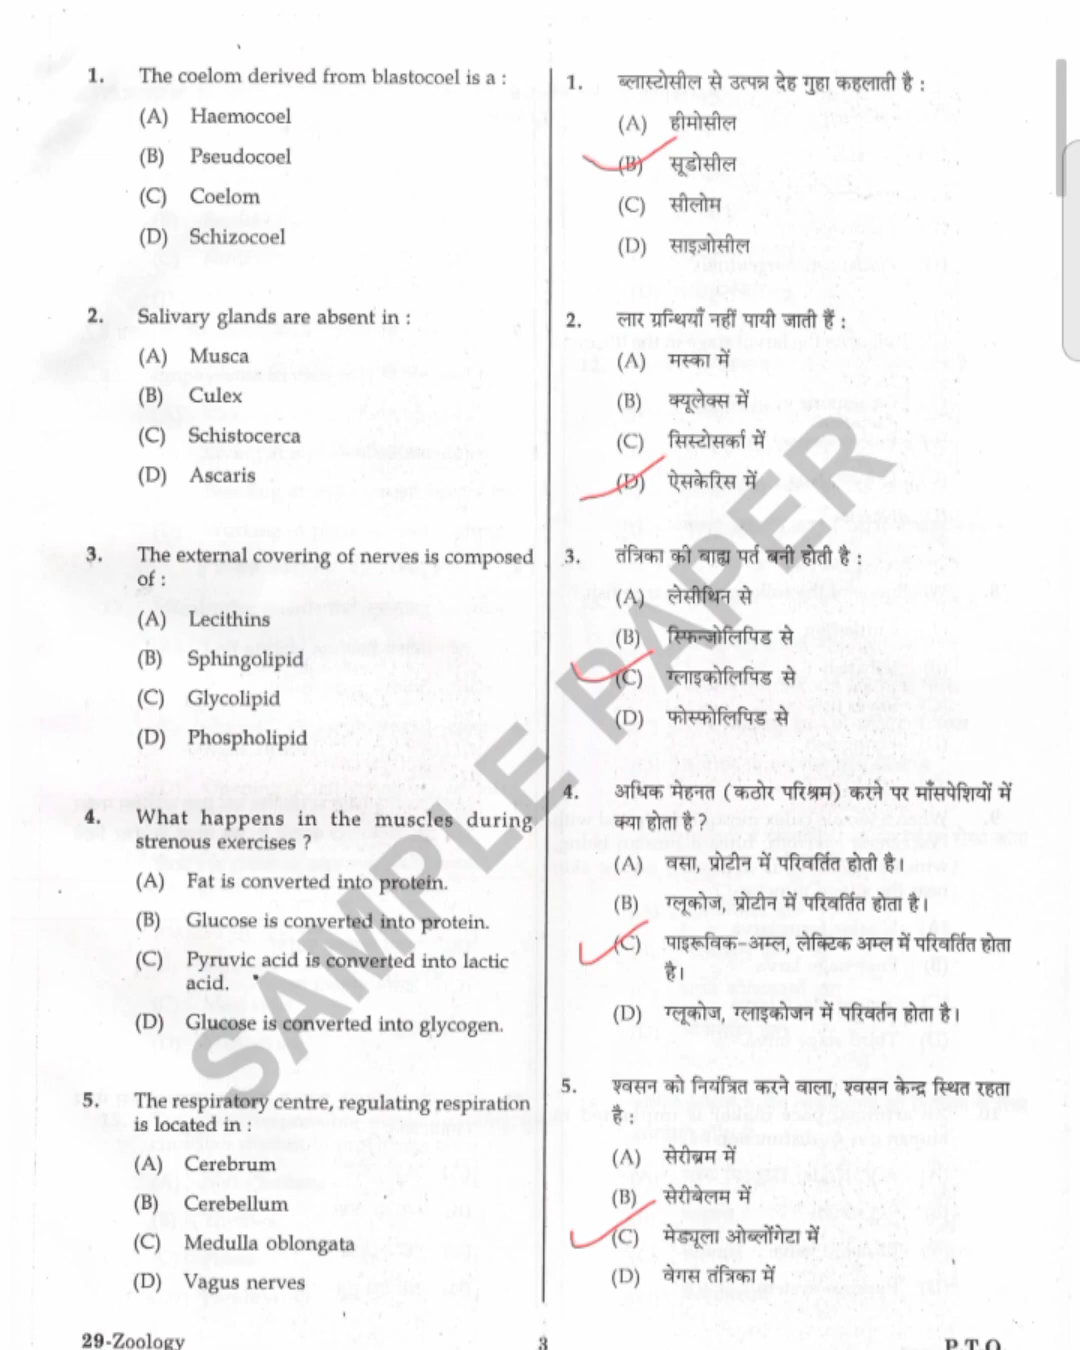 1. The coelom derived from blastocoel is a :
(A) Haemocoel
(B) Pseudocoel
(C) Coelom
(D) Schizocoel
2. Salivary glands are absent in :
(A) Musca
(B) Culex
(C) Schistocerca
(D) Ascaris
3. The external covering of nerves is composed
of :
(A) Lecithins
(B) Sphingolipid
(C) Glycolipid
(D) Phospholipid
4. What happens in the muscles during
strenous exercises ?
(A) Fat is converted into protein.
(B) Glucose is converted into protein.
(C) Pyruvic acid is converted into lactic
acid.
(D) Glucose is converted into glycogen.
5. The respiratory centre, regulating respiration
is located in :
(A) Cerebrum
(B) Cerebellum
(C) Medulla oblongata
(D) Vagus nerves
1. ब्लास्टोसील से उत्पन्न देह गुहा कहलाती है :
(A) हीमोसील
(B) सूडोसील
(C) सीलोम
(D) साइज़ोसील
2. लार ग्रन्थियाँ नहीं पायी जाती हैं :
(A) मस्का में
(B) क्यूलेक्स में
(C) सिस्टोसर्का में
(D) ऐसकेरिस में
3. तंत्रिका की बाह्य पर्त बनी होती है :
(A) लेसीथिन से
(B) स्फिन्जोलिपिड से
(C) ग्लाइकोलिपिड से
(D) फोस्फोलिपिड से
4. अधिक मेहनत (कठोर परिश्रम) करने पर माँसपेशियों में
क्या होता है ?
(A) वसा, प्रोटीन में परिवर्तित होती है।
(B) ग्लूकोज, प्रोटीन में परिवर्तित होता है।
(C) पाइरूविक-अम्ल, लेक्टिक अम्ल में परिवर्तित होता
है।
(D) ग्लूकोज, ग्लाइकोजन में परिवर्तन होता है।
5. श्वसन को नियंत्रित करने वाला, श्वसन केन्द्र स्थित रहता
है :
(A) सेरीब्रम में
(B) सेरीबेलम में
(C) मेड्यूला ओब्लोंगेटा में
(D) वेगस तंत्रिका में
SAMPLE PAPER
29-Zoology 3 P.T.O.